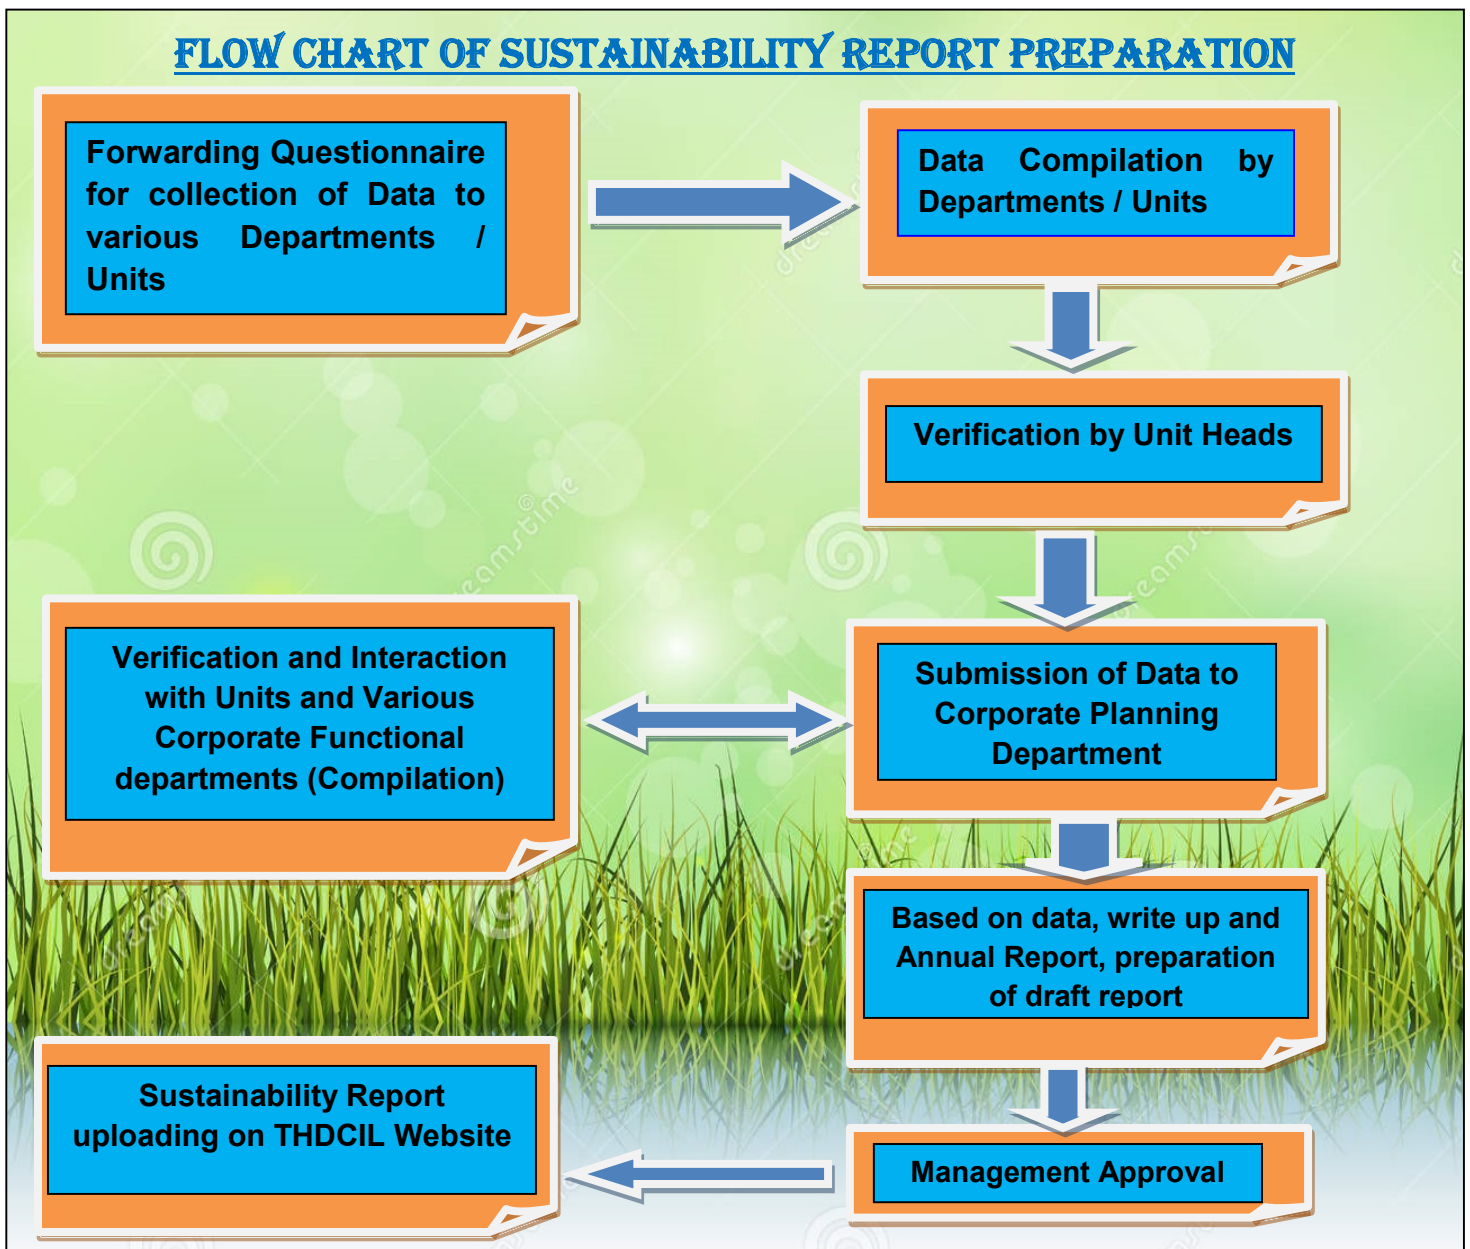 FLOW CHART OF SUSTAINABILITY REPORT PREPARATION
Forwarding Questionnaire
for collection of Data to
various Departments /
Units
Data Compilation by
Departments / Units
Verification by Unit Heads
Submission of Data to
Corporate Planning
Department
Verification and Interaction
with Units and Various
Corporate Functional
departments (Compilation)
Based on data, write up and
Annual Report, preparation
of draft report
Management Approval
Sustainability Report
uploading on THDCIL Website
dreamstime
dreamstime
dreamstime